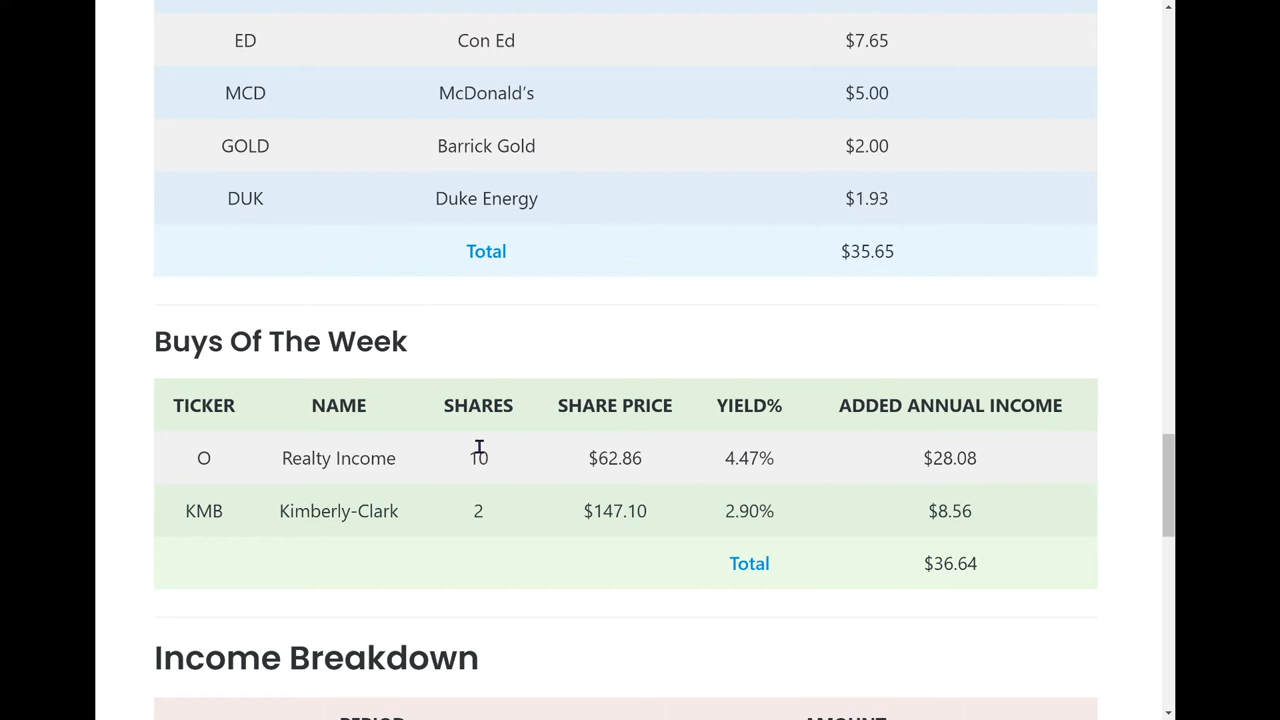 ED Con Ed $7.65
MCD McDonald’s $5.00
GOLD Barrick Gold $2.00
DUK Duke Energy $1.93
Total $35.65
Buys Of The Week
TICKER NAME SHARES SHARE PRICE YIELD% ADDED ANNUAL INCOME
O Realty Income 10 $62.86 4.47% $28.08
KMB Kimberly-Clark 2 $147.10 2.90% $8.56
Total $36.64
Income Breakdown
PERIOD AMOUNT